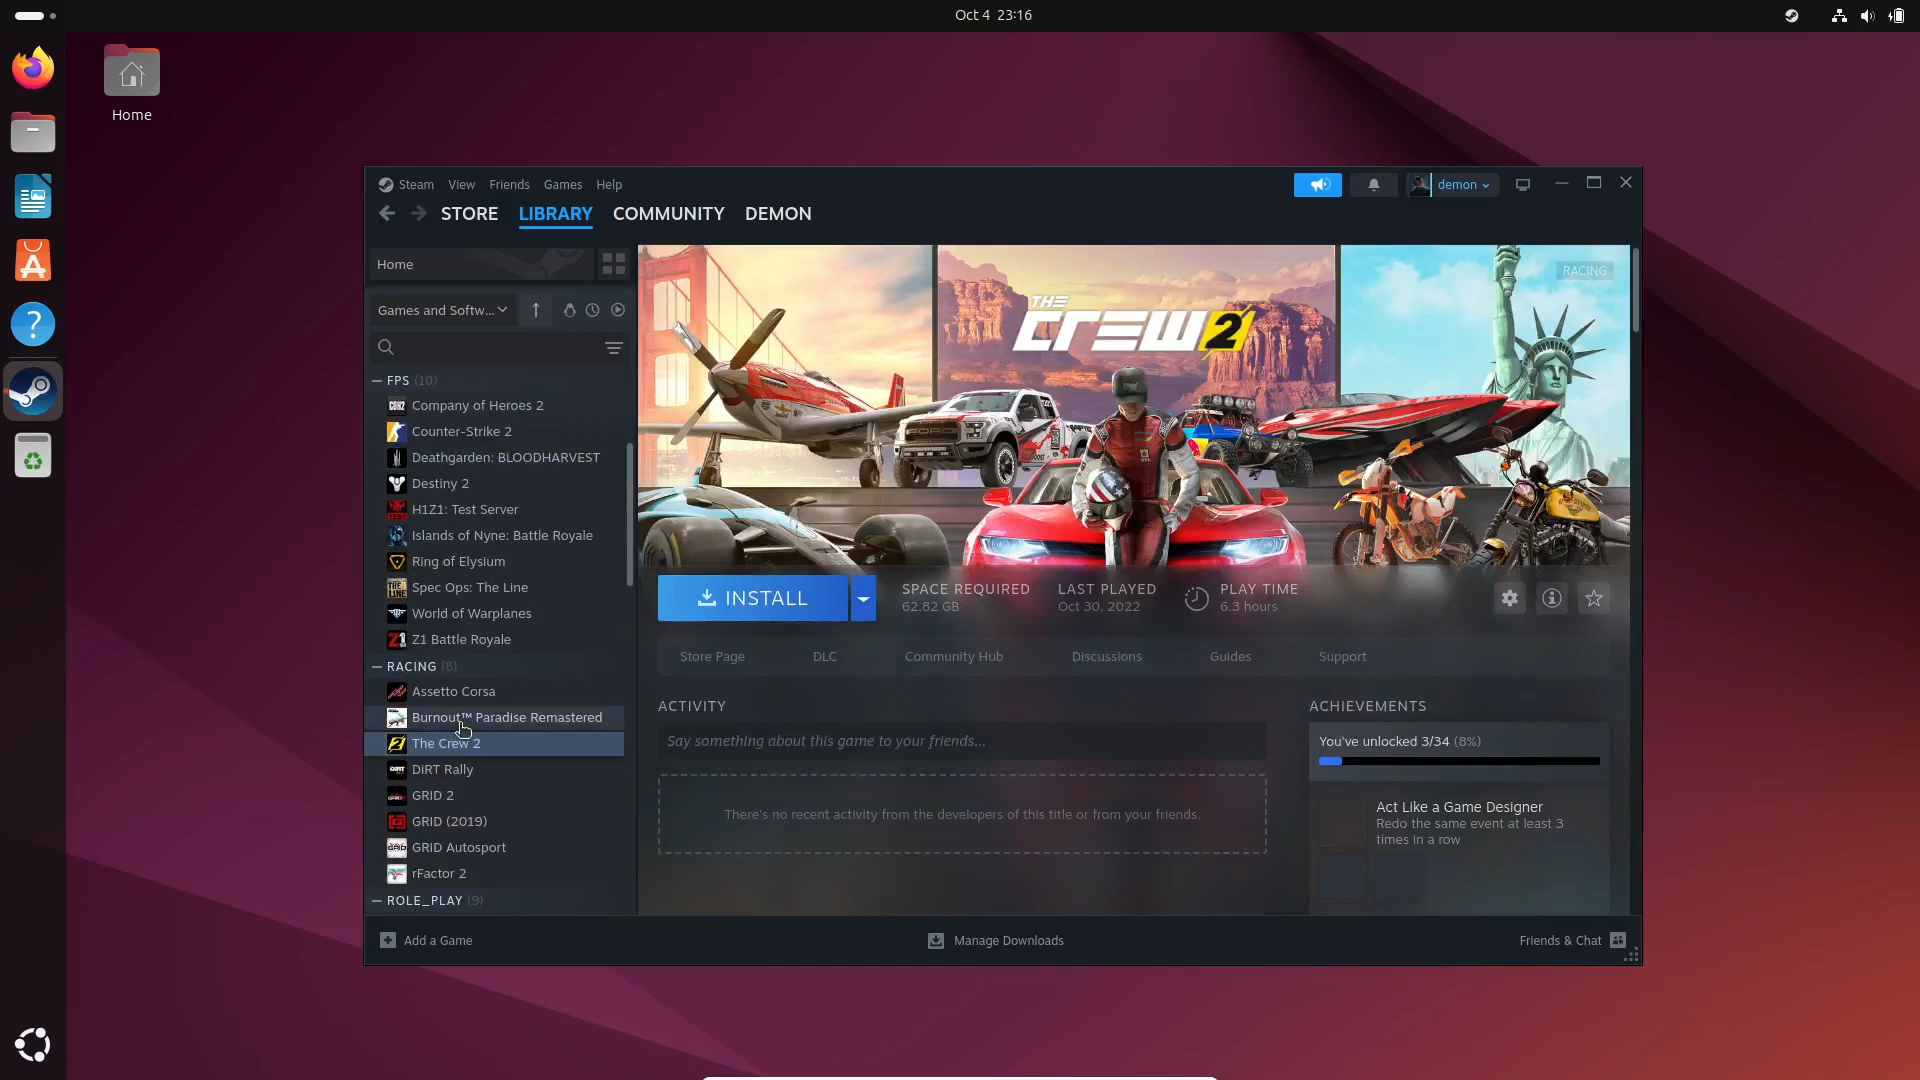 Oct 4 23:16
Home
Steam View Friends Games Help
demon
STORE LIBRARY COMMUNITY DEMON
Home
Games and Softw...
FPS (10)
Company of Heroes 2
Counter-Strike 2
Deathgarden: BLOODHARVEST
Destiny 2
H1Z1: Test Server
Islands of Nyne: Battle Royale
Ring of Elysium
Spec Ops: The Line
World of Warplanes
Z1 Battle Royale
RACING (8)
Assetto Corsa
Burnout™ Paradise Remastered
The Crew 2
DiRT Rally
GRID 2
GRID (2019)
GRID Autosport
rFactor 2
ROLE_PLAY (9)
RACING
THE
CREW 2
FORD
INSTALL
SPACE REQUIRED
62.82 GB
LAST PLAYED
Oct 30, 2022
PLAY TIME
6.3 hours
Store Page DLC Community Hub Discussions Guides Support
ACTIVITY
Say something about this game to your friends...
There's no recent activity from the developers of this title or from your friends.
ACHIEVEMENTS
You've unlocked 3/34 (8%)
Act Like a Game Designer
Redo the same event at least 3
times in a row
Add a Game
Manage Downloads
Friends & Chat